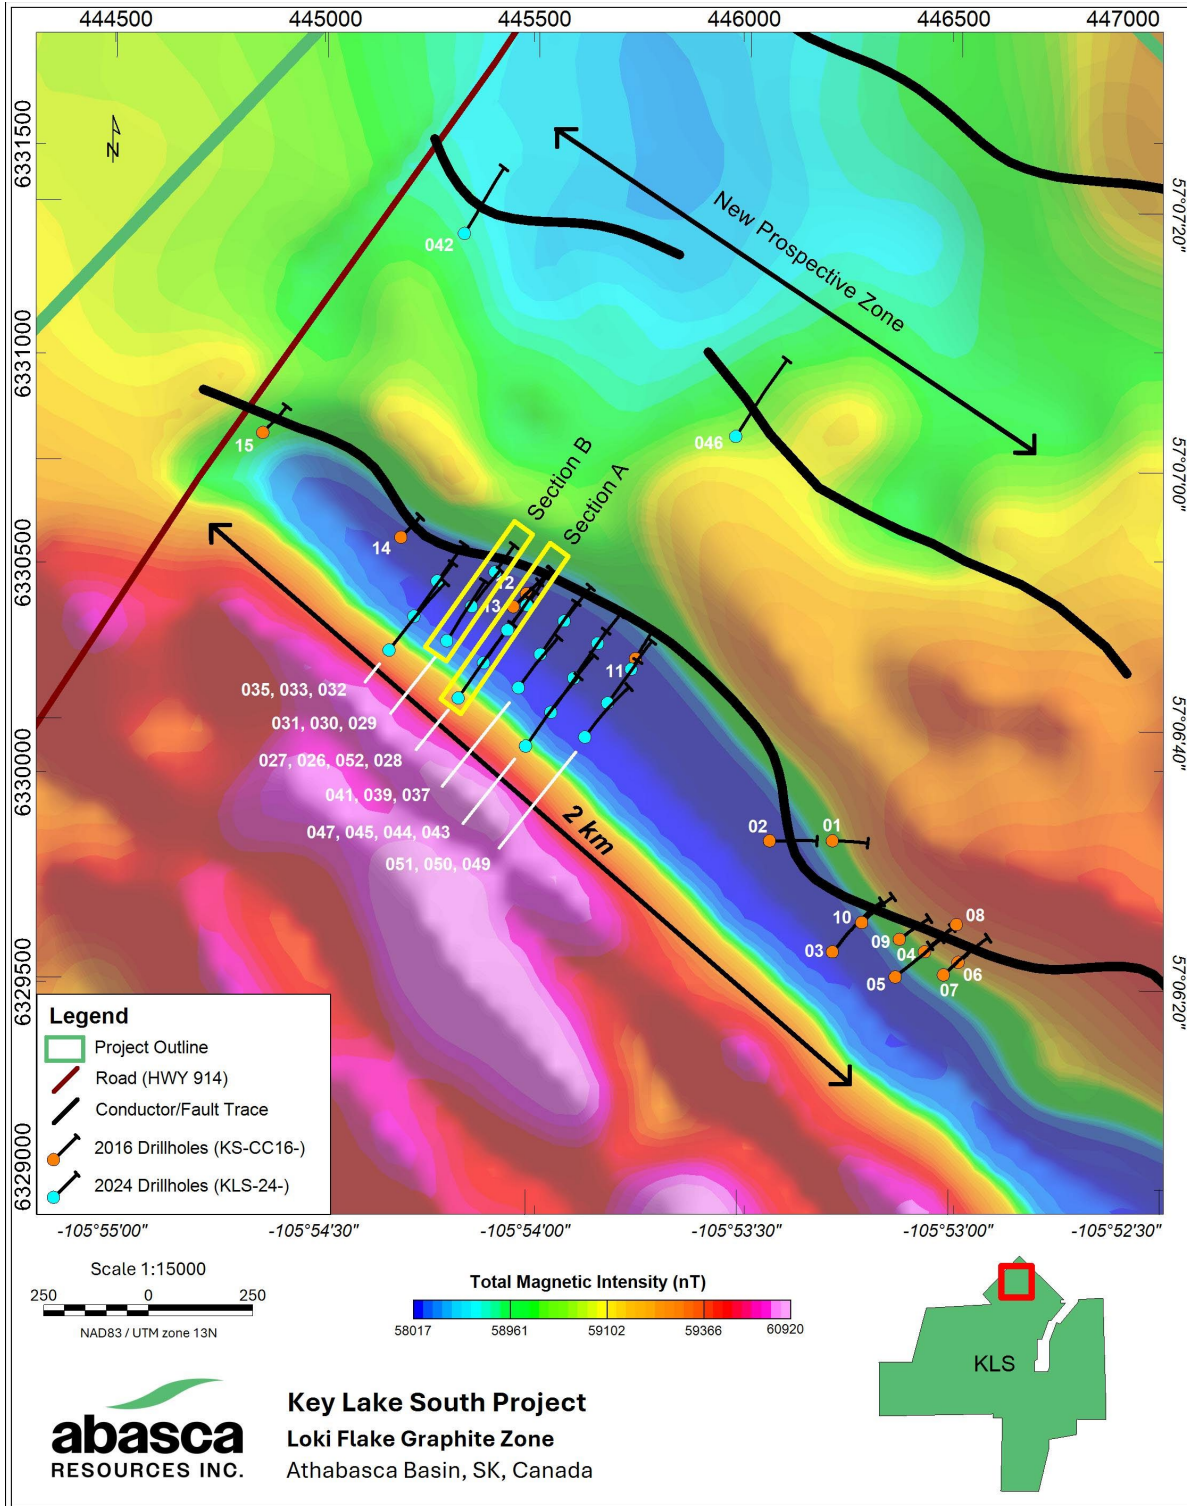 444500 445000 445500 446000 446500 447000
6331500
6331000
6330500
6330000
6329500
6329000
57°07'20"
57°07'00"
57°06'40"
57°06'20"
N
New Prospective Zone
042
046
15
14
Section B
Section A
12
13
11
035, 033, 032
031, 030, 029
027, 026, 052, 028
041, 039, 037
047, 045, 044, 043
051, 050, 049
2 km
02
01
10
08
09
03
04
06
05
07
Legend
Project Outline
Road (HWY 914)
Conductor/Fault Trace
2016 Drillholes (KS-CC16-)
2024 Drillholes (KLS-24-)
-105°55'00" -105°54'30" -105°54'00" -105°53'30" -105°53'00" -105°52'30"
Scale 1:15000
250 0 250
NAD83 / UTM zone 13N
Total Magnetic Intensity (nT)
58017 58961 59102 59366 60920
KLS
abasca
RESOURCES INC.
Key Lake South Project
Loki Flake Graphite Zone
Athabasca Basin, SK, Canada